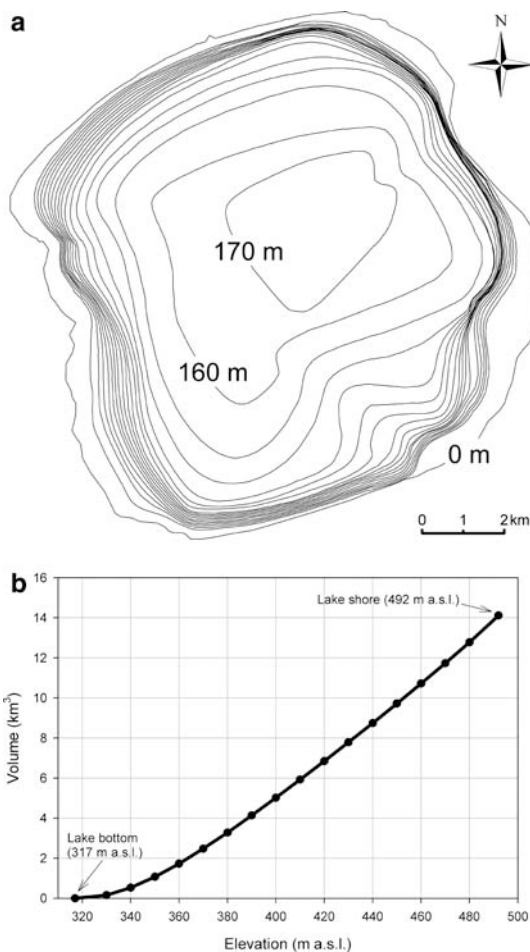 a
N
170 m
160 m
0 m
0 1 2 km
b
16
14
12
10
8
6
4
2
0
Volume (km³)
Lake shore (492 m a.s.l.)
Lake bottom
(317 m a.s.l.)
320 340 360 380 400 420 440 460 480 500
Elevation (m a.s.l.)